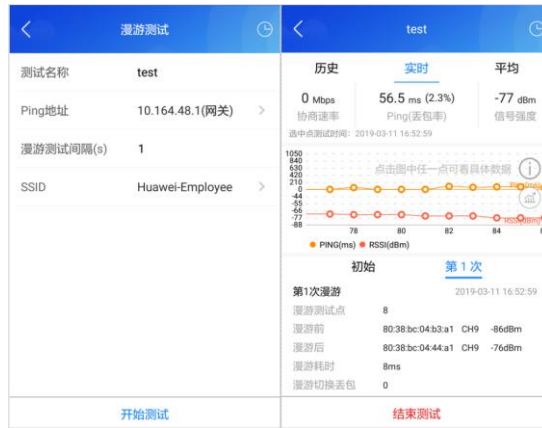 漫游测试
测试名称 test
Ping地址 10.164.48.1(网关)
漫游测试间隔(s) 1
SSID Huawei-Employee
开始测试
test
历史 实时 平均
0 Mbps 56.5 ms (2.3%) -77 dBm
协商速率 Ping(丢包率) 信号强度
选中点测试时间: 2019-03-11 16:52:59
点击图中任一点可看具体数据
1050
840
630
420
210
0
-44
-55
-66
-77
-88
78 80 82 84
PING(ms) RSSI(dBm)
初始 第 1 次
第1次漫游 2019-03-11 16:52:59
漫游测试点 8
漫游前 80:38:bc:04:b3:a1 CH9 -86dBm
漫游后 80:38:bc:04:44:a1 CH9 -76dBm
漫游耗时 8ms
漫游切换丢包 0
结束测试